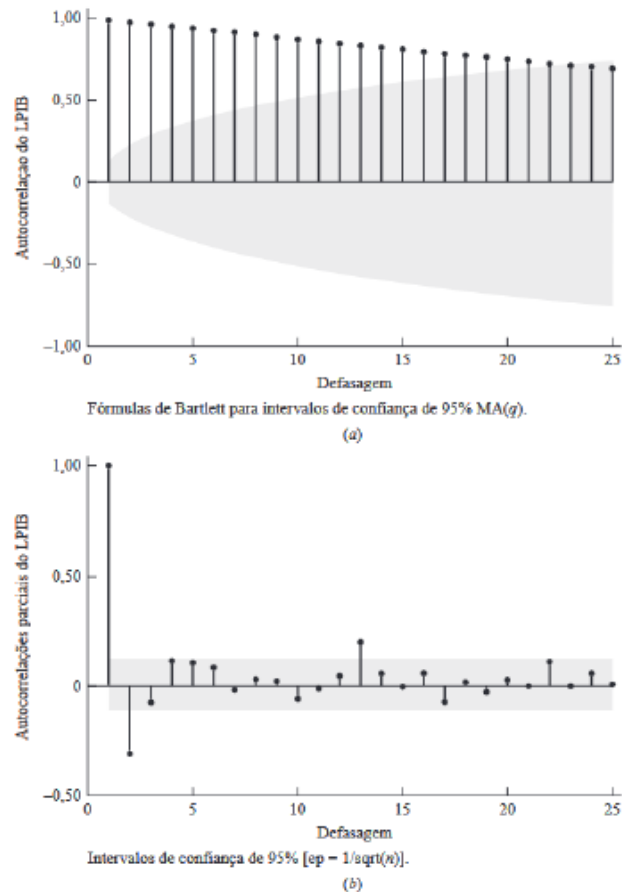 1,00
0,50
0
–0,50
–1,00
Autocorrelaçao do LPIB
0 5 10 15 20 25
Defasagem
Fórmulas de Bartlett para intervalos de confiança de 95% MA(q).
(a)
1,00
0,50
0
–0,50
Autocorrelações parciais do LPIB
0 5 10 15 20 25
Defasagem
Intervalos de confiança de 95% [ep = 1/sqrt(n)].
(b)